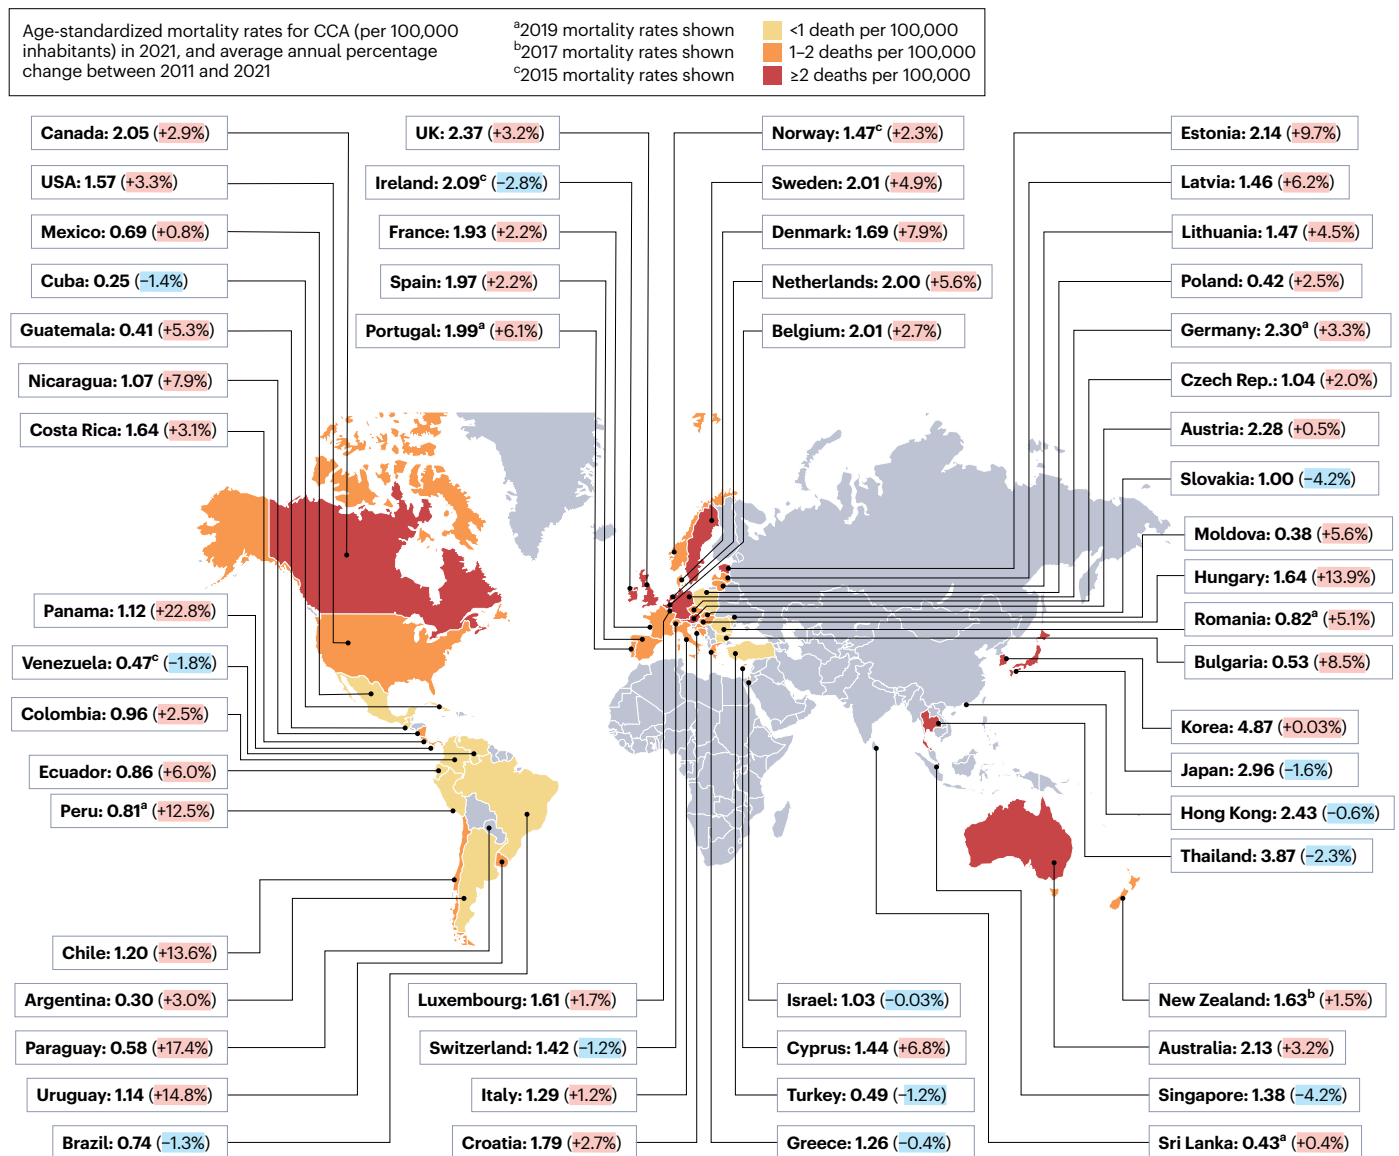 Age-standardized mortality rates for CCA (per 100,000
inhabitants) in 2021, and average annual percentage
change between 2011 and 2021
a2019 mortality rates shown
b2017 mortality rates shown
c2015 mortality rates shown
<1 death per 100,000
1–2 deaths per 100,000
≥2 deaths per 100,000
Canada: 2.05 (+2.9%)
USA: 1.57 (+3.3%)
Mexico: 0.69 (+0.8%)
Cuba: 0.25 (−1.4%)
Guatemala: 0.41 (+5.3%)
Nicaragua: 1.07 (+7.9%)
Costa Rica: 1.64 (+3.1%)
Panama: 1.12 (+22.8%)
Venezuela: 0.47c (−1.8%)
Colombia: 0.96 (+2.5%)
Ecuador: 0.86 (+6.0%)
Peru: 0.81a (+12.5%)
Chile: 1.20 (+13.6%)
Argentina: 0.30 (+3.0%)
Paraguay: 0.58 (+17.4%)
Uruguay: 1.14 (+14.8%)
Brazil: 0.74 (−1.3%)
UK: 2.37 (+3.2%)
Ireland: 2.09c (−2.8%)
France: 1.93 (+2.2%)
Spain: 1.97 (+2.2%)
Portugal: 1.99a (+6.1%)
Norway: 1.47c (+2.3%)
Sweden: 2.01 (+4.9%)
Denmark: 1.69 (+7.9%)
Netherlands: 2.00 (+5.6%)
Belgium: 2.01 (+2.7%)
Estonia: 2.14 (+9.7%)
Latvia: 1.46 (+6.2%)
Lithuania: 1.47 (+4.5%)
Poland: 0.42 (+2.5%)
Germany: 2.30a (+3.3%)
Czech Rep.: 1.04 (+2.0%)
Austria: 2.28 (+0.5%)
Slovakia: 1.00 (−4.2%)
Moldova: 0.38 (+5.6%)
Hungary: 1.64 (+13.9%)
Romania: 0.82a (+5.1%)
Bulgaria: 0.53 (+8.5%)
Korea: 4.87 (+0.03%)
Japan: 2.96 (−1.6%)
Hong Kong: 2.43 (−0.6%)
Thailand: 3.87 (−2.3%)
Luxembourg: 1.61 (+1.7%)
Switzerland: 1.42 (−1.2%)
Italy: 1.29 (+1.2%)
Croatia: 1.79 (+2.7%)
Israel: 1.03 (−0.03%)
Cyprus: 1.44 (+6.8%)
Turkey: 0.49 (−1.2%)
Greece: 1.26 (−0.4%)
New Zealand: 1.63b (+1.5%)
Australia: 2.13 (+3.2%)
Singapore: 1.38 (−4.2%)
Sri Lanka: 0.43a (+0.4%)